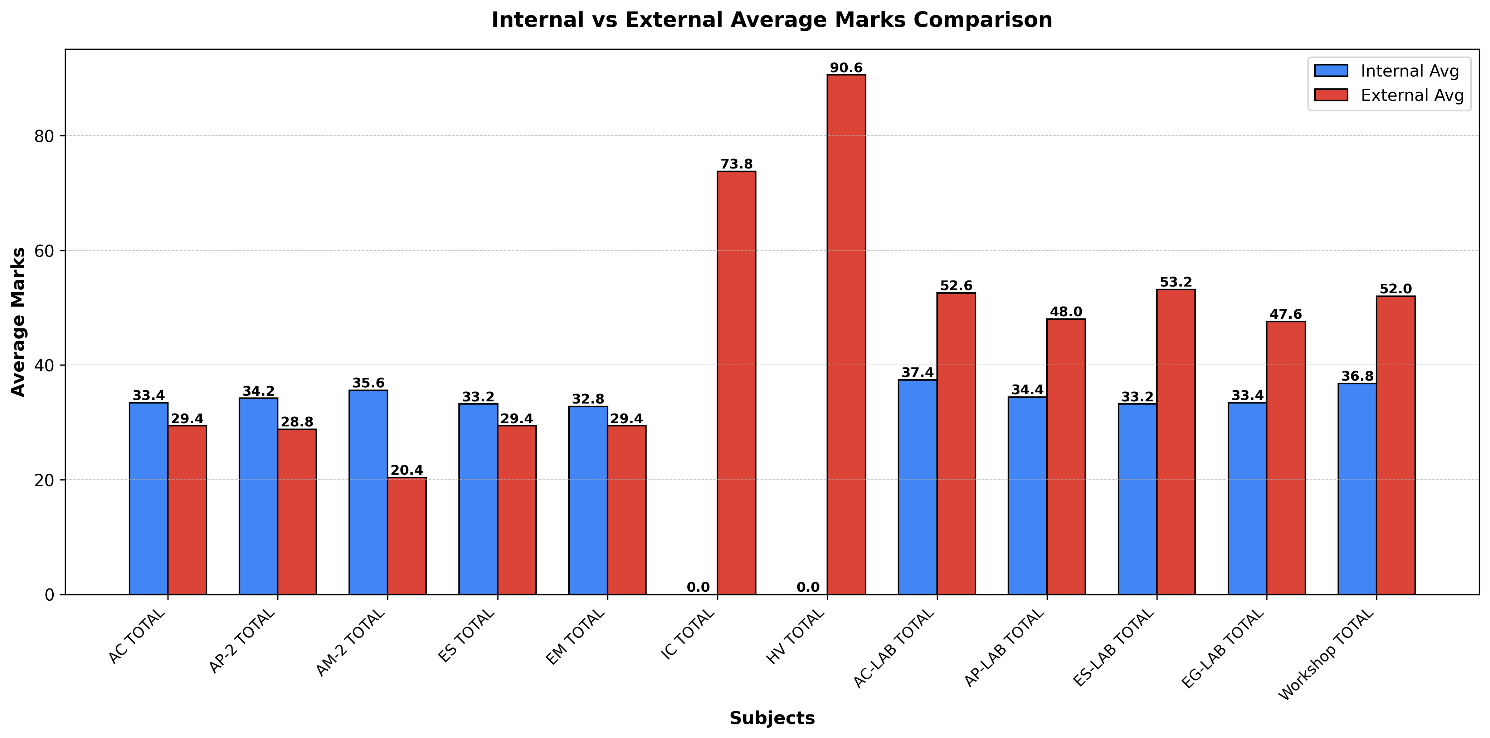 Internal vs External Average Marks Comparison
Internal Avg
External Avg
Average Marks
80
60
40
20
0
33.4
29.4
34.2
28.8
35.6
20.4
33.2
29.4
32.8
29.4
0.0
73.8
0.0
90.6
37.4
52.6
34.4
48.0
33.2
53.2
33.4
47.6
36.8
52.0
AC TOTAL
AP-2 TOTAL
AM-2 TOTAL
ES TOTAL
EM TOTAL
IC TOTAL
HV TOTAL
AC-LAB TOTAL
AP-LAB TOTAL
ES-LAB TOTAL
EG-LAB TOTAL
Workshop TOTAL
Subjects